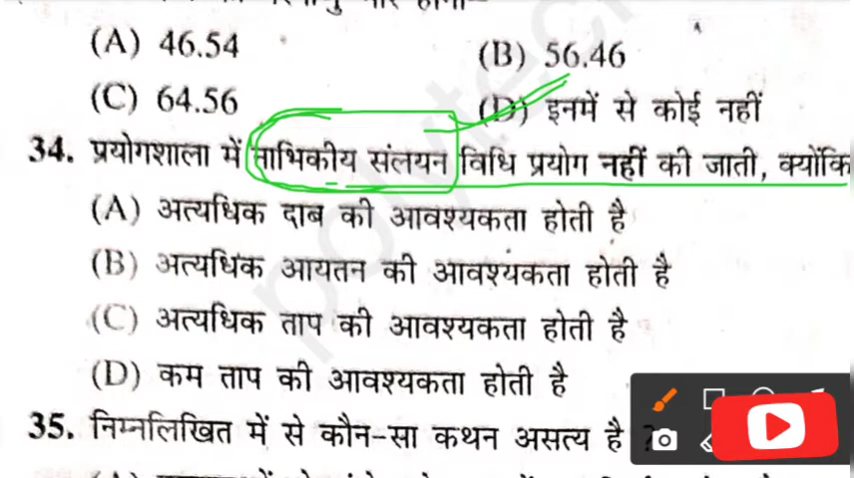 (A) 46.54
(B) 56.46
(C) 64.56
(D) इनमें से कोई नहीं
34. प्रयोगशाला में नाभिकीय संलयन विधि प्रयोग नहीं की जाती, क्योंकि
(A) अत्यधिक दाब की आवश्यकता होती है
(B) अत्यधिक आयतन की आवश्यकता होती है
(C) अत्यधिक ताप की आवश्यकता होती है
(D) कम ताप की आवश्यकता होती है
35. निम्नलिखित में से कौन-सा कथन असत्य है ?